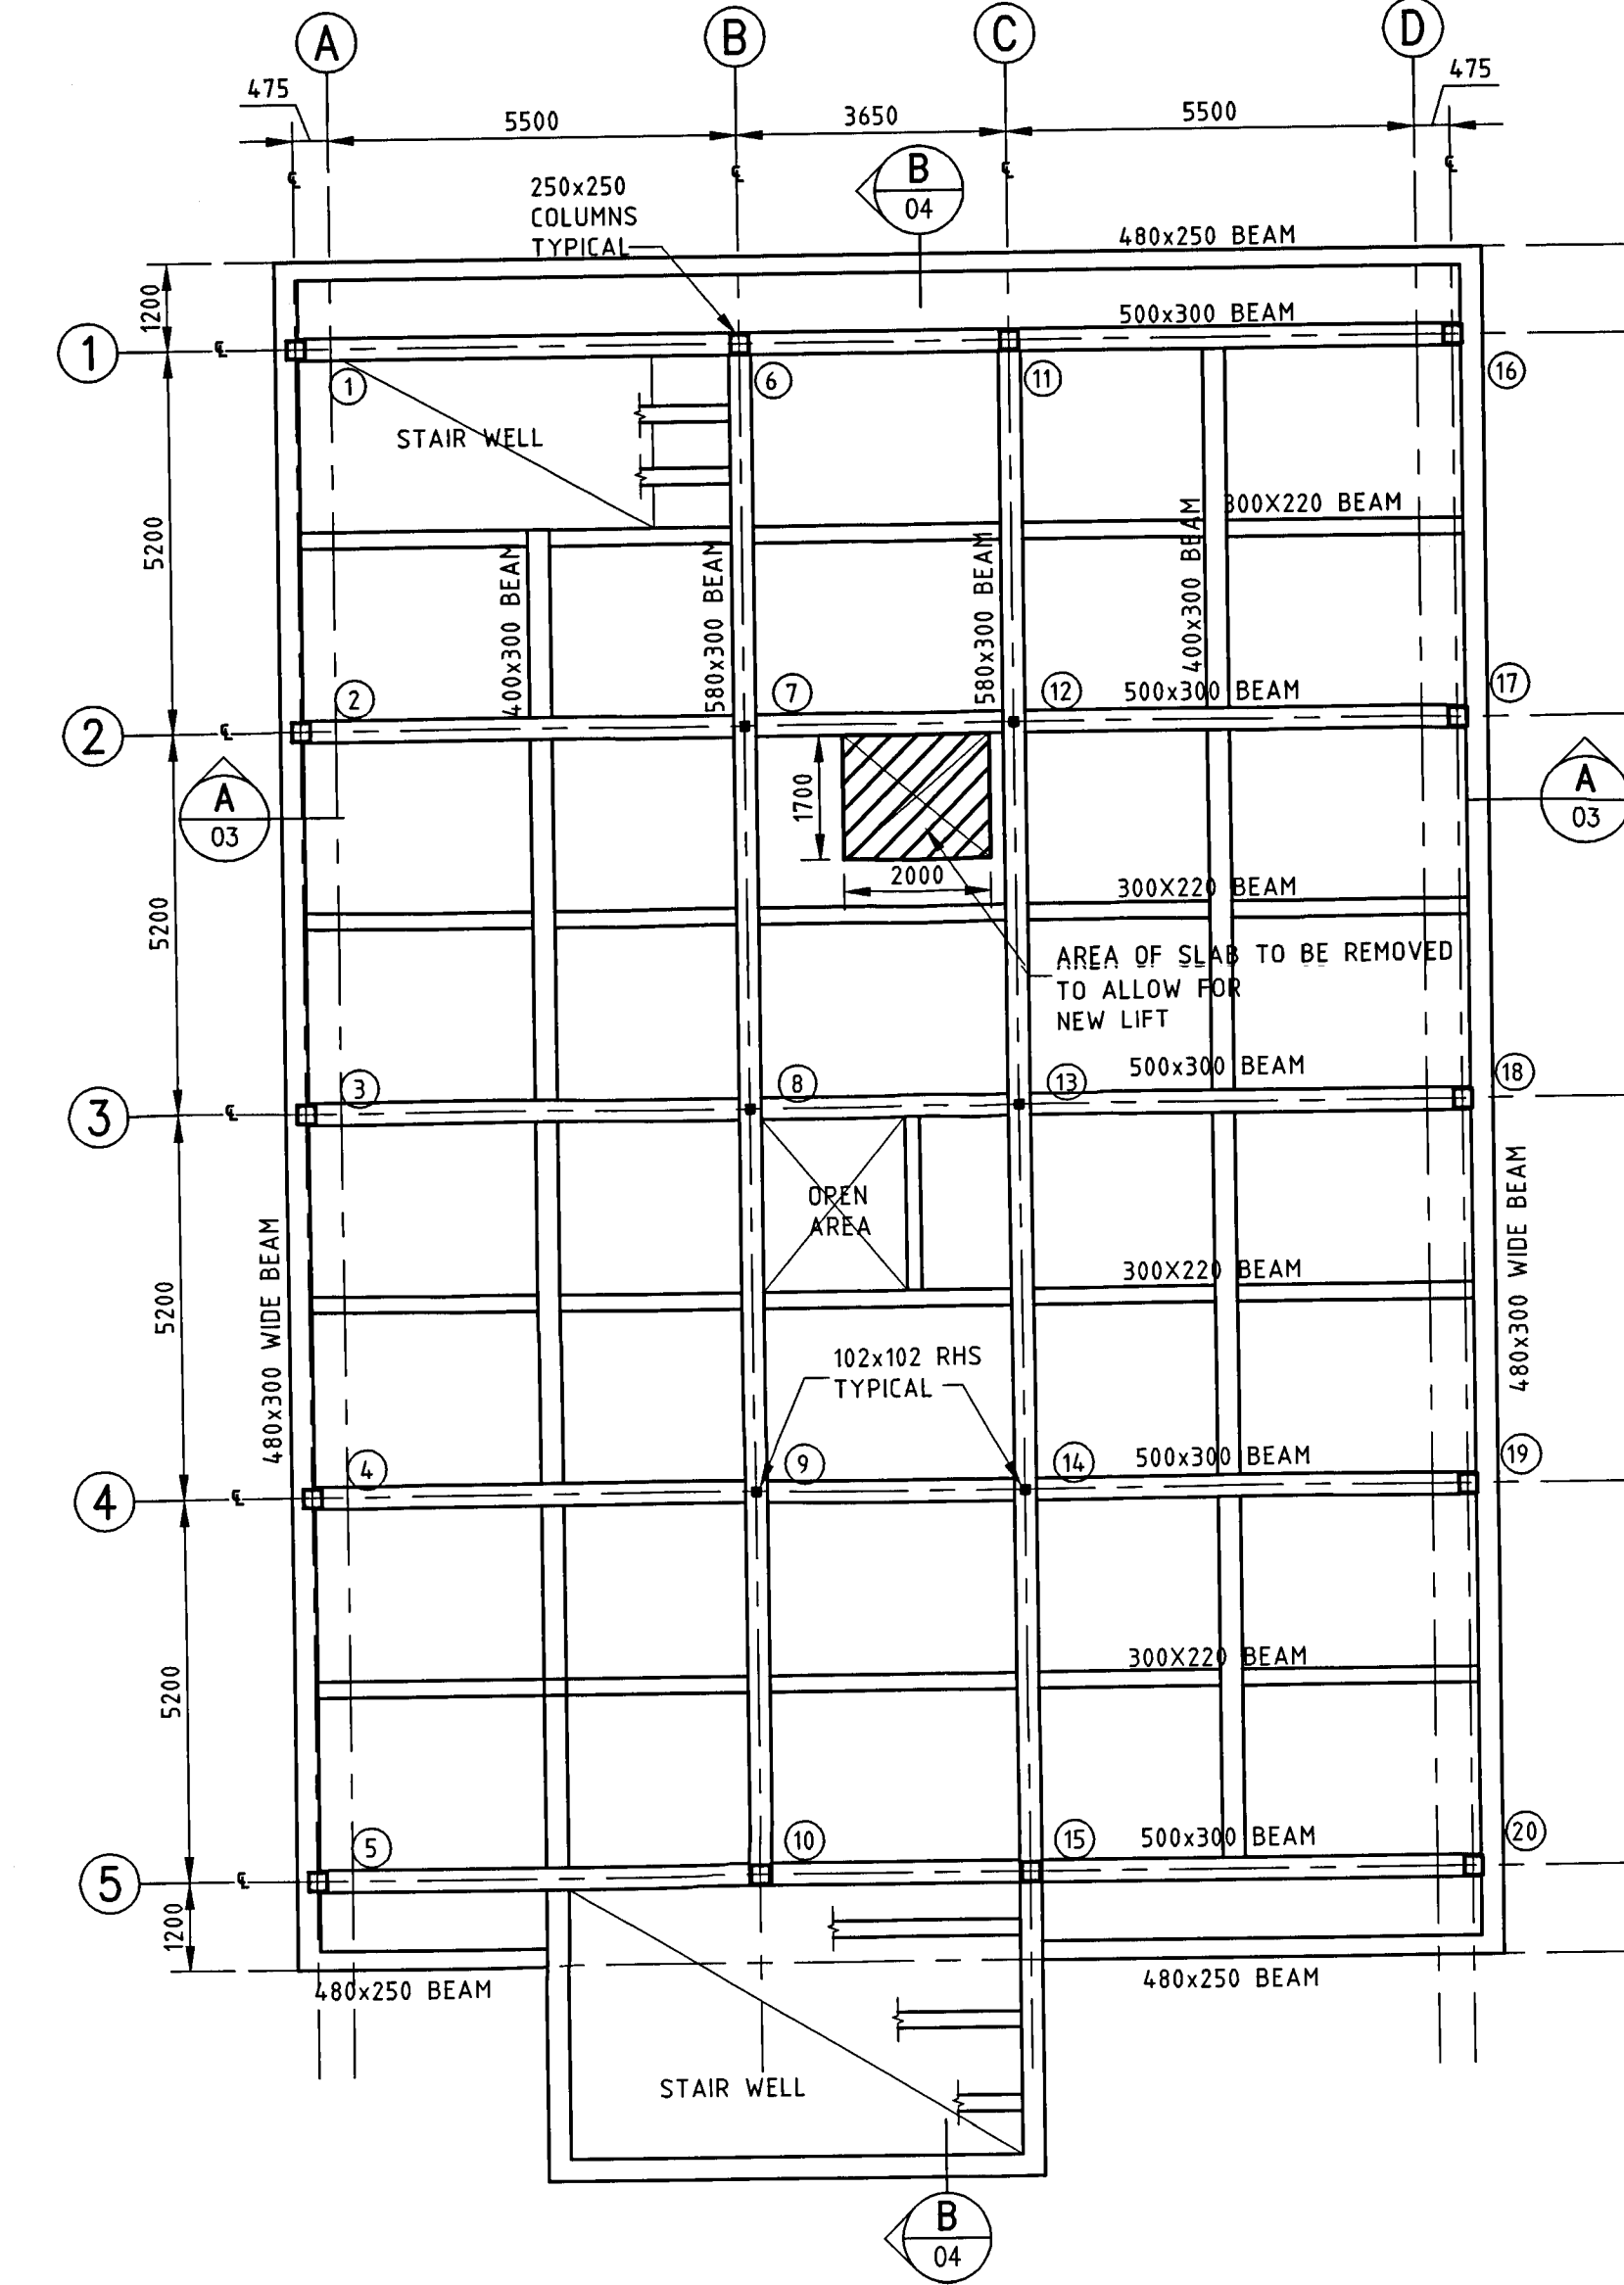 A
B
C
D
475
5500
3650
5500
475
℄
℄
℄
℄
250x250
COLUMNS
TYPICAL
B
04
480x250 BEAM
1200
500x300 BEAM
1
℄
1
6
11
16
STAIR WELL
5200
300X220 BEAM
400x300 BEAM
580x300 BEAM
580x300 BEAM
400x300 BEAM
2
7
12
500x300 BEAM
17
2
℄
A
03
1700
A
03
2000
300X220 BEAM
5200
AREA OF SLAB TO BE REMOVED
TO ALLOW FOR
NEW LIFT
500x300 BEAM
3
℄
3
8
13
18
OPEN
AREA
480x300 WIDE BEAM
480x300 WIDE BEAM
5200
300X220 BEAM
102x102 RHS
TYPICAL
4
℄
4
9
14
500x300 BEAM
19
5200
300X220 BEAM
5
℄
5
10
15
500x300 BEAM
20
1200
480x250 BEAM
480x250 BEAM
STAIR WELL
B
04